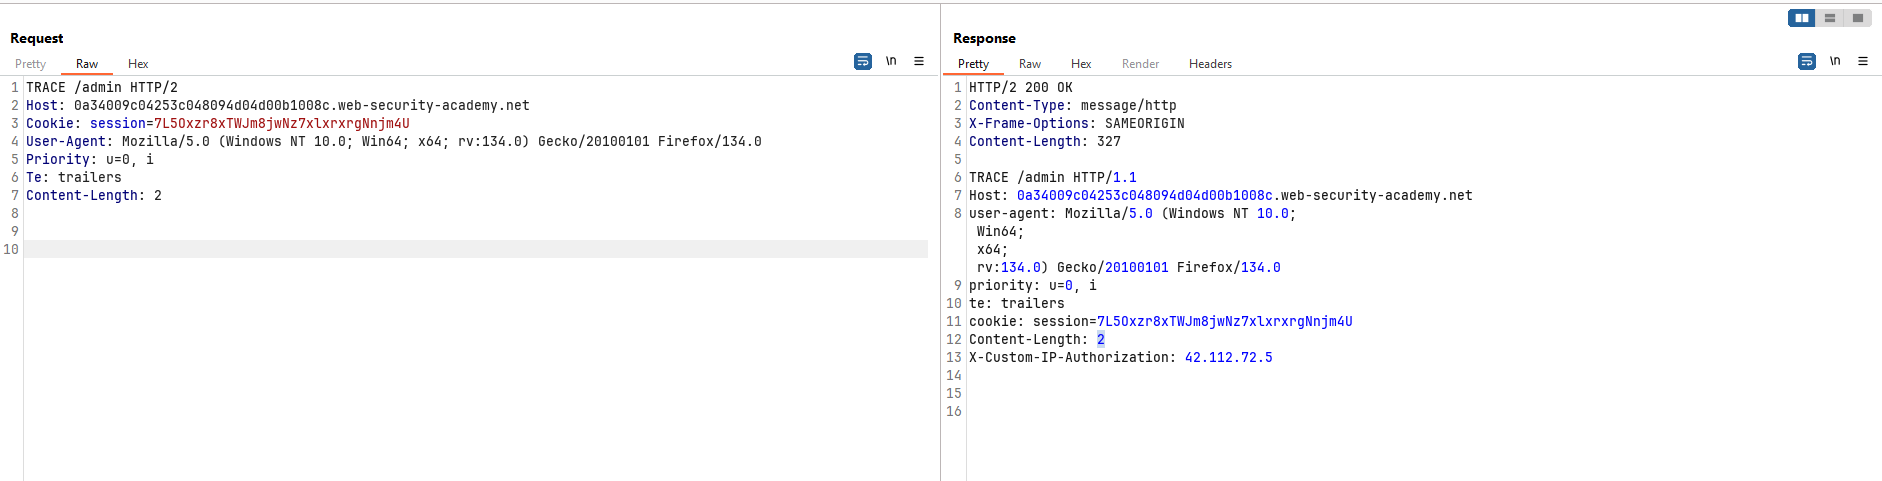 Request
Pretty Raw Hex
\n
1 TRACE /admin HTTP/2
2 Host: 0a34009c04253c048094d04d00b1008c.web-security-academy.net
3 Cookie: session=7L5Oxzr8xTWJm8jwNz7xlxrxrgNnjm4U
4 User-Agent: Mozilla/5.0 (Windows NT 10.0; Win64; x64; rv:134.0) Gecko/20100101 Firefox/134.0
5 Priority: u=0, i
6 Te: trailers
7 Content-Length: 2
8
9
10
Response
Pretty Raw Hex Render Headers
\n
1 HTTP/2 200 OK
2 Content-Type: message/http
3 X-Frame-Options: SAMEORIGIN
4 Content-Length: 327
5
6 TRACE /admin HTTP/1.1
7 Host: 0a34009c04253c048094d04d00b1008c.web-security-academy.net
8 user-agent: Mozilla/5.0 (Windows NT 10.0;
Win64;
x64;
rv:134.0) Gecko/20100101 Firefox/134.0
9 priority: u=0, i
10 te: trailers
11 cookie: session=7L5Oxzr8xTWJm8jwNz7xlxrxrgNnjm4U
12 Content-Length: 2
13 X-Custom-IP-Authorization: 42.112.72.5
14
15
16